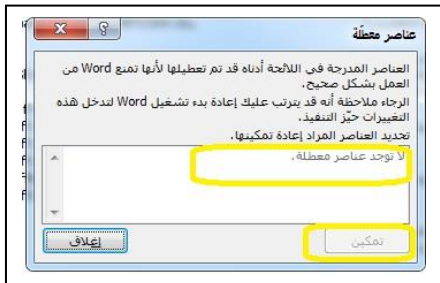 عناصر معطّلة
العناصر المدرجة في اللائحة أدناه قد تم تعطيلها لأنها تمنع Word من
العمل بشكل صحيح.
الرجاء ملاحظة أنه قد يترتب عليك إعادة بدء تشغيل Word لتدخل هذه
التغييرات حيّز التنفيذ.
تحديد العناصر المراد إعادة تمكينها.
لا توجد عناصر معطلة.
تمكين
إغلاق